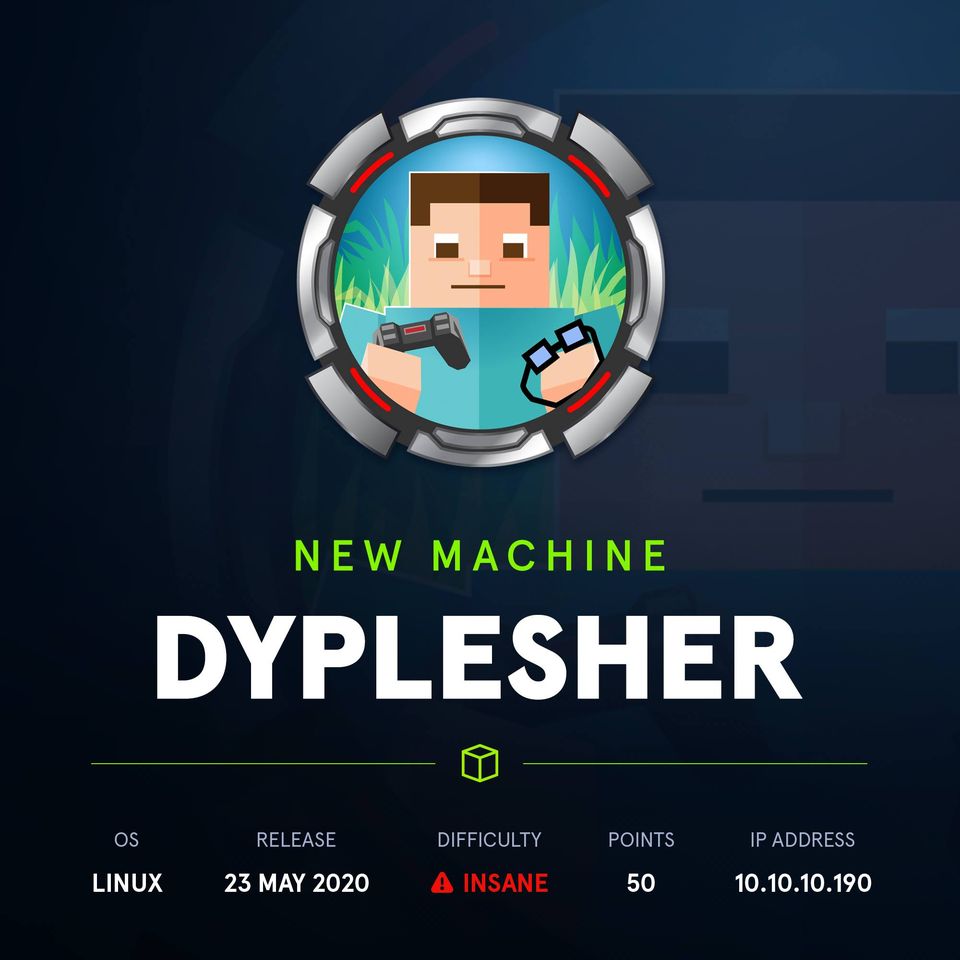 NEW MACHINE
DYPLESHER
OS RELEASE DIFFICULTY POINTS IP ADDRESS
LINUX 23 MAY 2020 INSANE 50 10.10.10.190